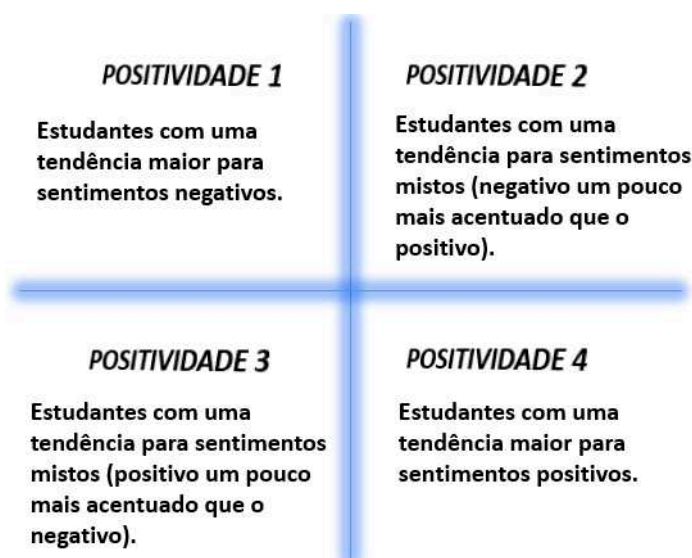 POSITIVIDADE 1
Estudantes com uma
tendência maior para
sentimentos negativos.
POSITIVIDADE 2
Estudantes com uma
tendência para sentimentos
mistos (negativo um pouco
mais acentuado que o
positivo).
POSITIVIDADE 3
Estudantes com uma
tendência para sentimentos
mistos (positivo um pouco
mais acentuado que o
negativo).
POSITIVIDADE 4
Estudantes com uma
tendência maior para
sentimentos positivos.